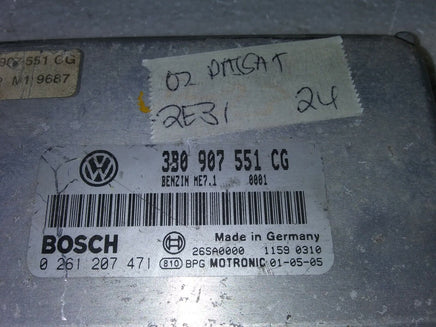 907 551 CG
M1 9687
02 PASSAT
2E31 24
3B0 907 551 CG
BENZIN ME7.1 0001
BOSCH
Made in Germany
26SA0000 1159 0310
0 261 207 471 810 BPG MOTRONIC 01-05-05